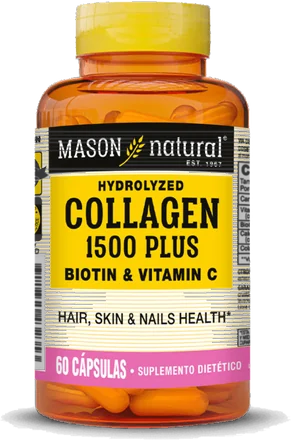 MASON natural®
EST. 1967
HYDROLYZED
COLLAGEN
1500 PLUS
BIOTIN & VITAMIN C
HAIR, SKIN & NAILS HEALTH*
60 CÁPSULAS • SUPLEMENTO DIETÉTICO